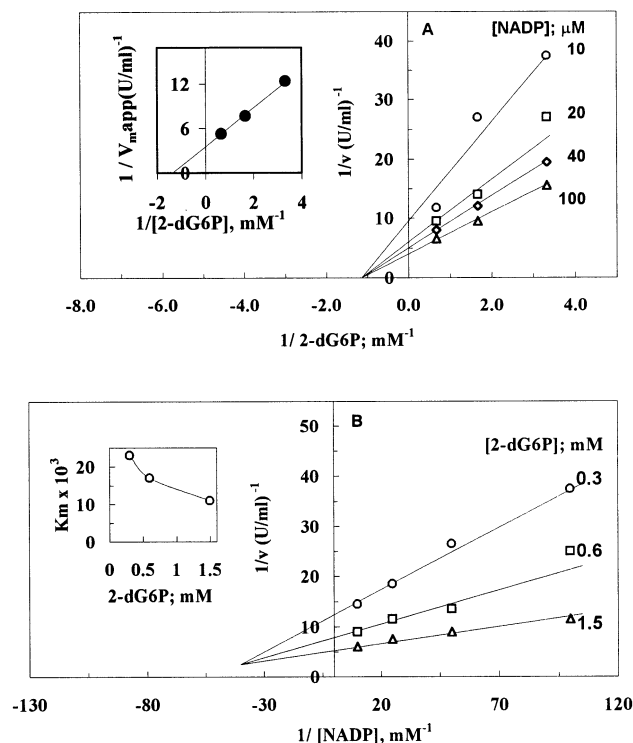 A
[NADP]; µM
10
20
40
100
1/v (U/ml)⁻¹
40
30
20
10
0
-8.0 -6.0 -4.0 -2.0 0.0 2.0 4.0
1/ 2-dG6P; mM⁻¹
1 / Vₘapp(U/ml)⁻¹
12
6
0
-2 0 2 4
1/[2-dG6P], mM⁻¹
B
[2-dG6P]; mM
0.3
0.6
1.5
1/v (U/ml)⁻¹
50
40
30
20
10
0
-130 -80 -30 20 70 120
1/ [NADP], mM⁻¹
Km x 10³
20
10
0
0 0.5 1 1.5
2-dG6P; mM